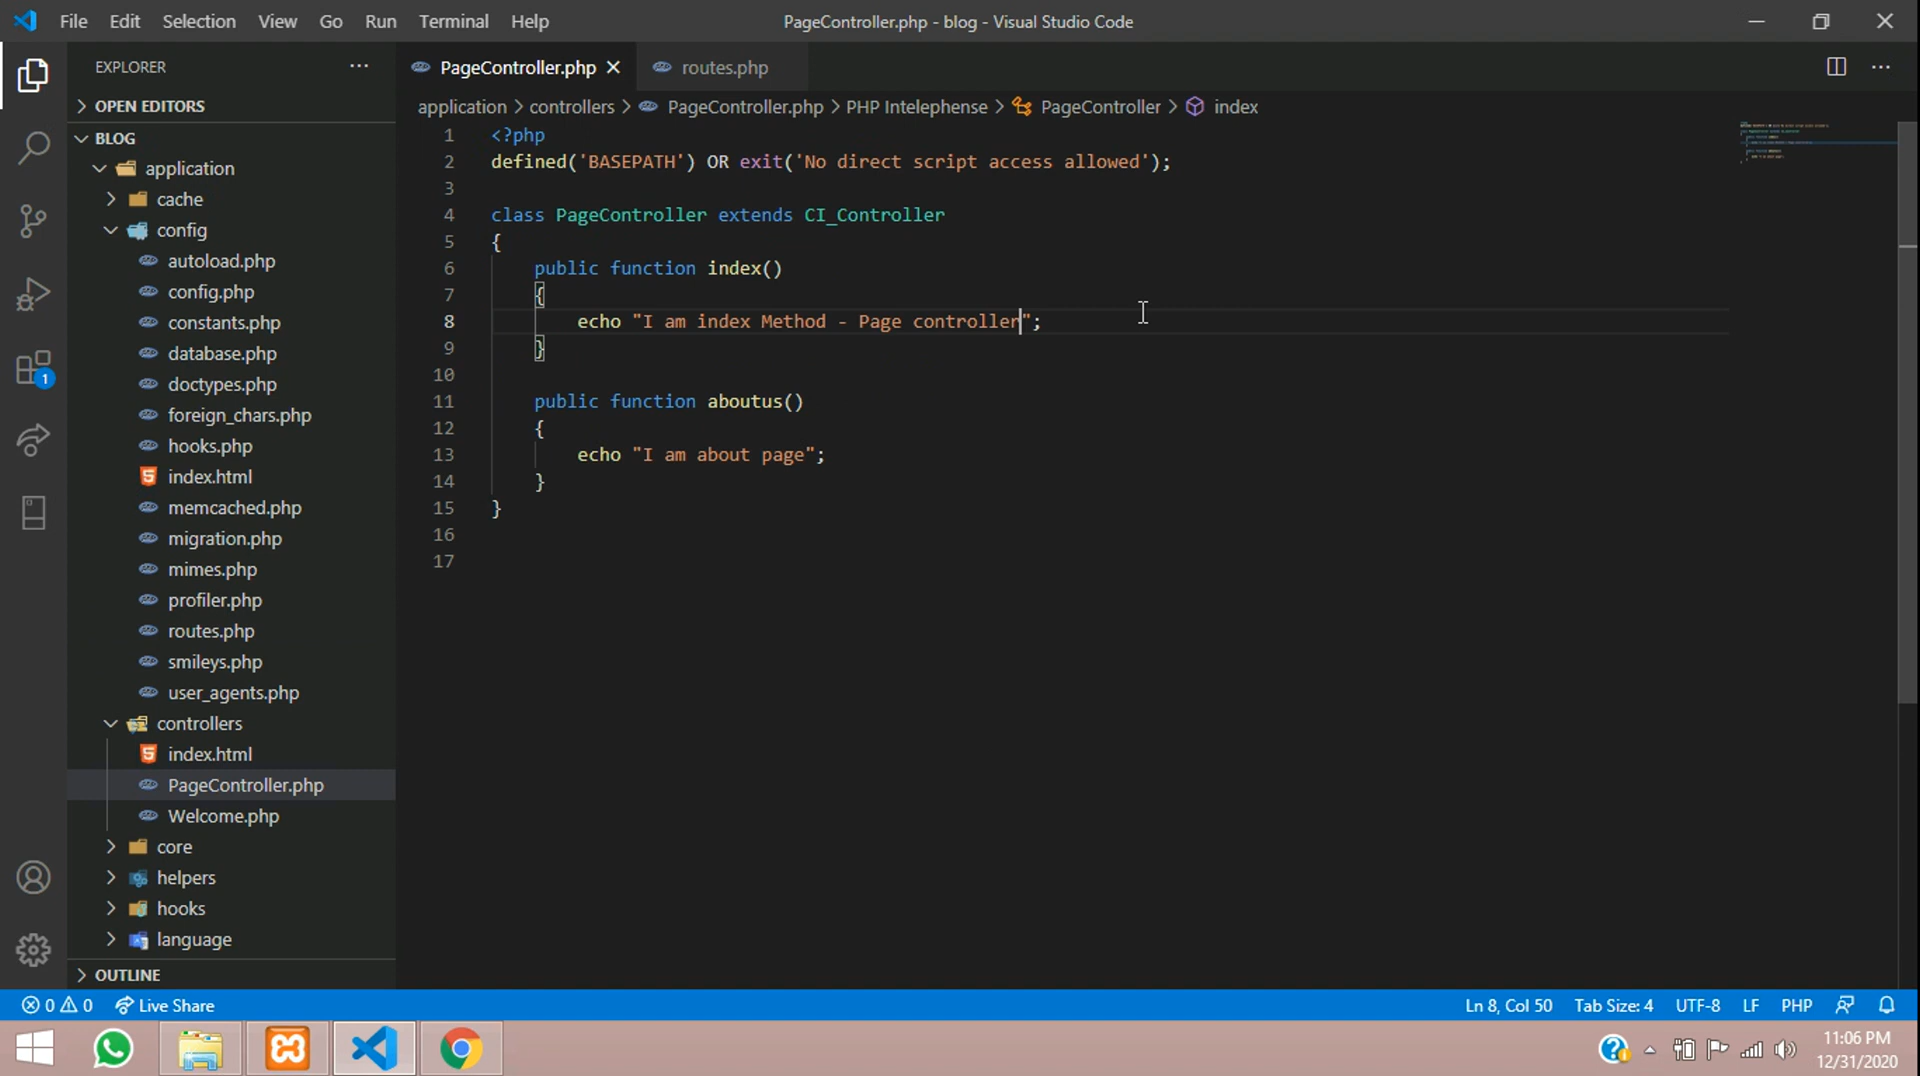 File Edit Selection View Go Run Terminal Help
PageController.php - blog - Visual Studio Code
EXPLORER
OPEN EDITORS
BLOG
application
cache
config
autoload.php
config.php
constants.php
database.php
doctypes.php
foreign_chars.php
hooks.php
index.html
memcached.php
migration.php
mimes.php
profiler.php
routes.php
smileys.php
user_agents.php
controllers
index.html
PageController.php
Welcome.php
core
helpers
hooks
language
OUTLINE
PageController.php routes.php
application > controllers > PageController.php > PHP Intelephense > PageController > index
1 <?php
2 defined('BASEPATH') OR exit('No direct script access allowed');
3
4 class PageController extends CI_Controller
5 {
6 public function index()
7 {
8 echo "I am index Method - Page controller";
9 }
10
11 public function aboutus()
12 {
13 echo "I am about page";
14 }
15 }
16
17
1
0 0 Live Share
Ln 8, Col 50 Tab Size: 4 UTF-8 LF PHP
11:06 PM
12/31/2020